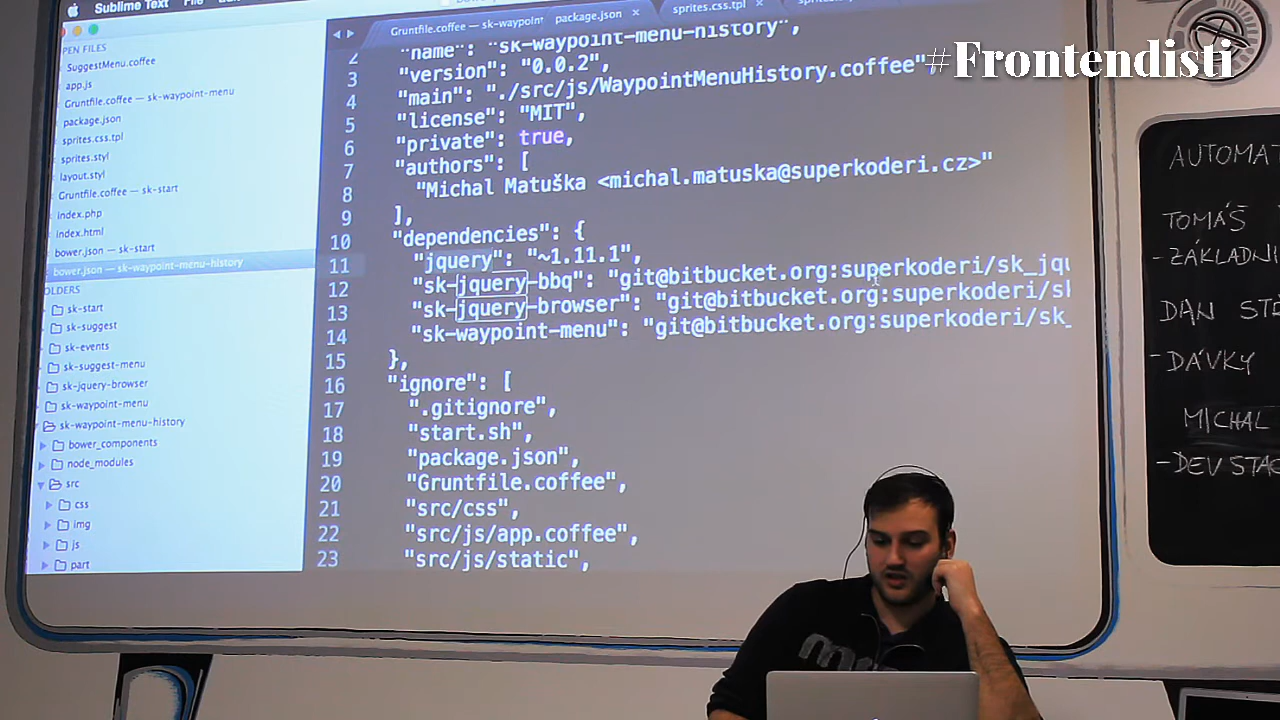 Sublime Text File
#Frontendisti
OPEN FILES
SuggestMenu.coffee
app.js
Gruntfile.coffee — sk-waypoint-menu
package.json
sprites.css.tpl
sprites.styl
layout.styl
Gruntfile.coffee — sk-start
index.php
index.html
bower.json — sk-start
bower.json — sk-waypoint-menu-history
FOLDERS
sk-start
sk-suggest
sk-events
sk-suggest-menu
sk-jquery-browser
sk-waypoint-menu
sk-waypoint-menu-history
bower_components
node_modules
src
css
img
js
part
Gruntfile.coffee — sk-waypoint
package.json
sprites.css.tpl
2 "name": "sk-waypoint-menu-history",
3 "version": "0.0.2",
4 "main": "./src/js/WaypointMenuHistory.coffee",
5 "license": "MIT",
6 "private": true,
7 "authors": [
8 "Michal Matuška <michal.matuska@superkoderi.cz>"
9 ],
10 "dependencies": {
11 "jquery": "~1.11.1",
12 "sk-jquery-bbq": "git@bitbucket.org:superkoderi/sk_jqu
13 "sk-jquery-browser": "git@bitbucket.org:superkoderi/sk
14 "sk-waypoint-menu": "git@bitbucket.org:superkoderi/sk_
15 },
16 "ignore": [
17 ".gitignore",
18 "start.sh",
19 "package.json",
20 "Gruntfile.coffee",
21 "src/css",
22 "src/js/app.coffee",
23 "src/js/static",
AUTOMAT
TOMÁŠ
- ZÁKLADNÍ
DAN STE
- DÁVKY
MICHAL
- DEV STAC